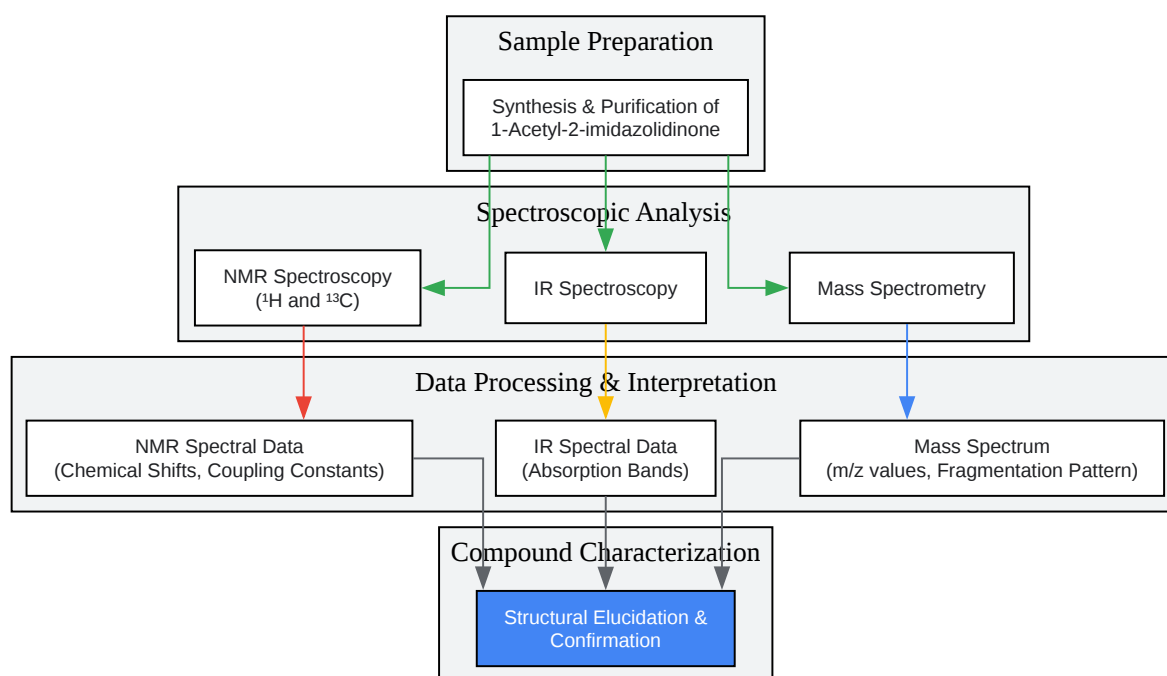 Sample Preparation
Synthesis & Purification of
1-Acetyl-2-imidazolidinone
Spectroscopic Analysis
NMR Spectroscopy
(¹H and ¹³C)
IR Spectroscopy
Mass Spectrometry
Data Processing & Interpretation
NMR Spectral Data
(Chemical Shifts, Coupling Constants)
IR Spectral Data
(Absorption Bands)
Mass Spectrum
(m/z values, Fragmentation Pattern)
Compound Characterization
Structural Elucidation &
Confirmation